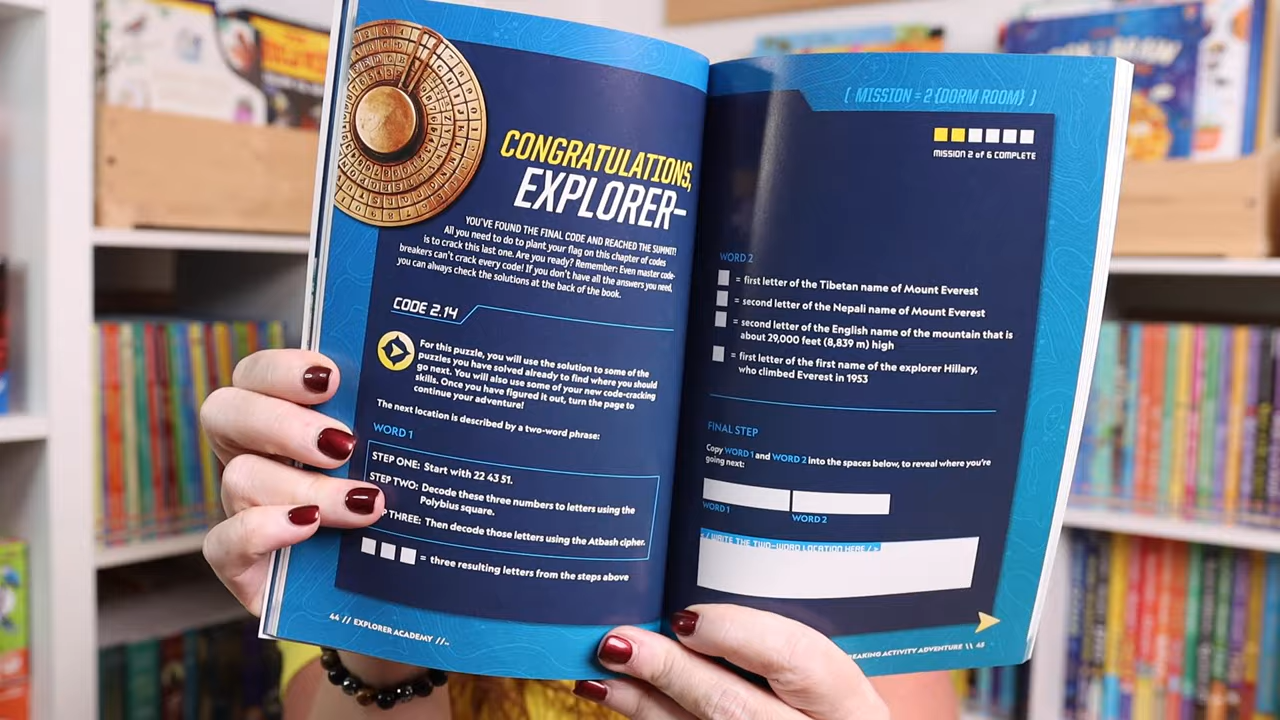 CONGRATULATIONS,
EXPLORER–
YOU'VE FOUND THE FINAL CODE AND REACHED THE SUMMIT!
All you need to do to plant your flag on this chapter of codes
is to crack this last one. Are you ready? Remember: Even master code-
breakers can't crack every code! If you don't have all the answers you need,
you can always check the solutions at the back of the book.
CODE 2.14
For this puzzle, you will use the solution to some of the
puzzles you have solved already to find where you should
go next. You will also use some of your new code-cracking
skills. Once you have figured it out, turn the page to
continue your adventure!
The next location is described by a two-word phrase:
WORD 1
STEP ONE: Start with 22 43 51.
STEP TWO: Decode these three numbers to letters using the
Polybius square.
THREE: Then decode those letters using the Atbash cipher.
= three resulting letters from the steps above
44 // EXPLORER ACADEMY //_
[ MISSION = 2 {DORM ROOM} ]
MISSION 2 of 6 COMPLETE
WORD 2
= first letter of the Tibetan name of Mount Everest
= second letter of the Nepali name of Mount Everest
= second letter of the English name of the mountain that is
about 29,000 feet (8,839 m) high
= first letter of the first name of the explorer Hillary,
who climbed Everest in 1953
FINAL STEP
Copy WORD 1 and WORD 2 into the spaces below, to reveal where you're
going next:
WORD 1
WORD 2
< / WRITE THE TWO-WORD LOCATION HERE / >
BREAKING ACTIVITY ADVENTURE \\ 45